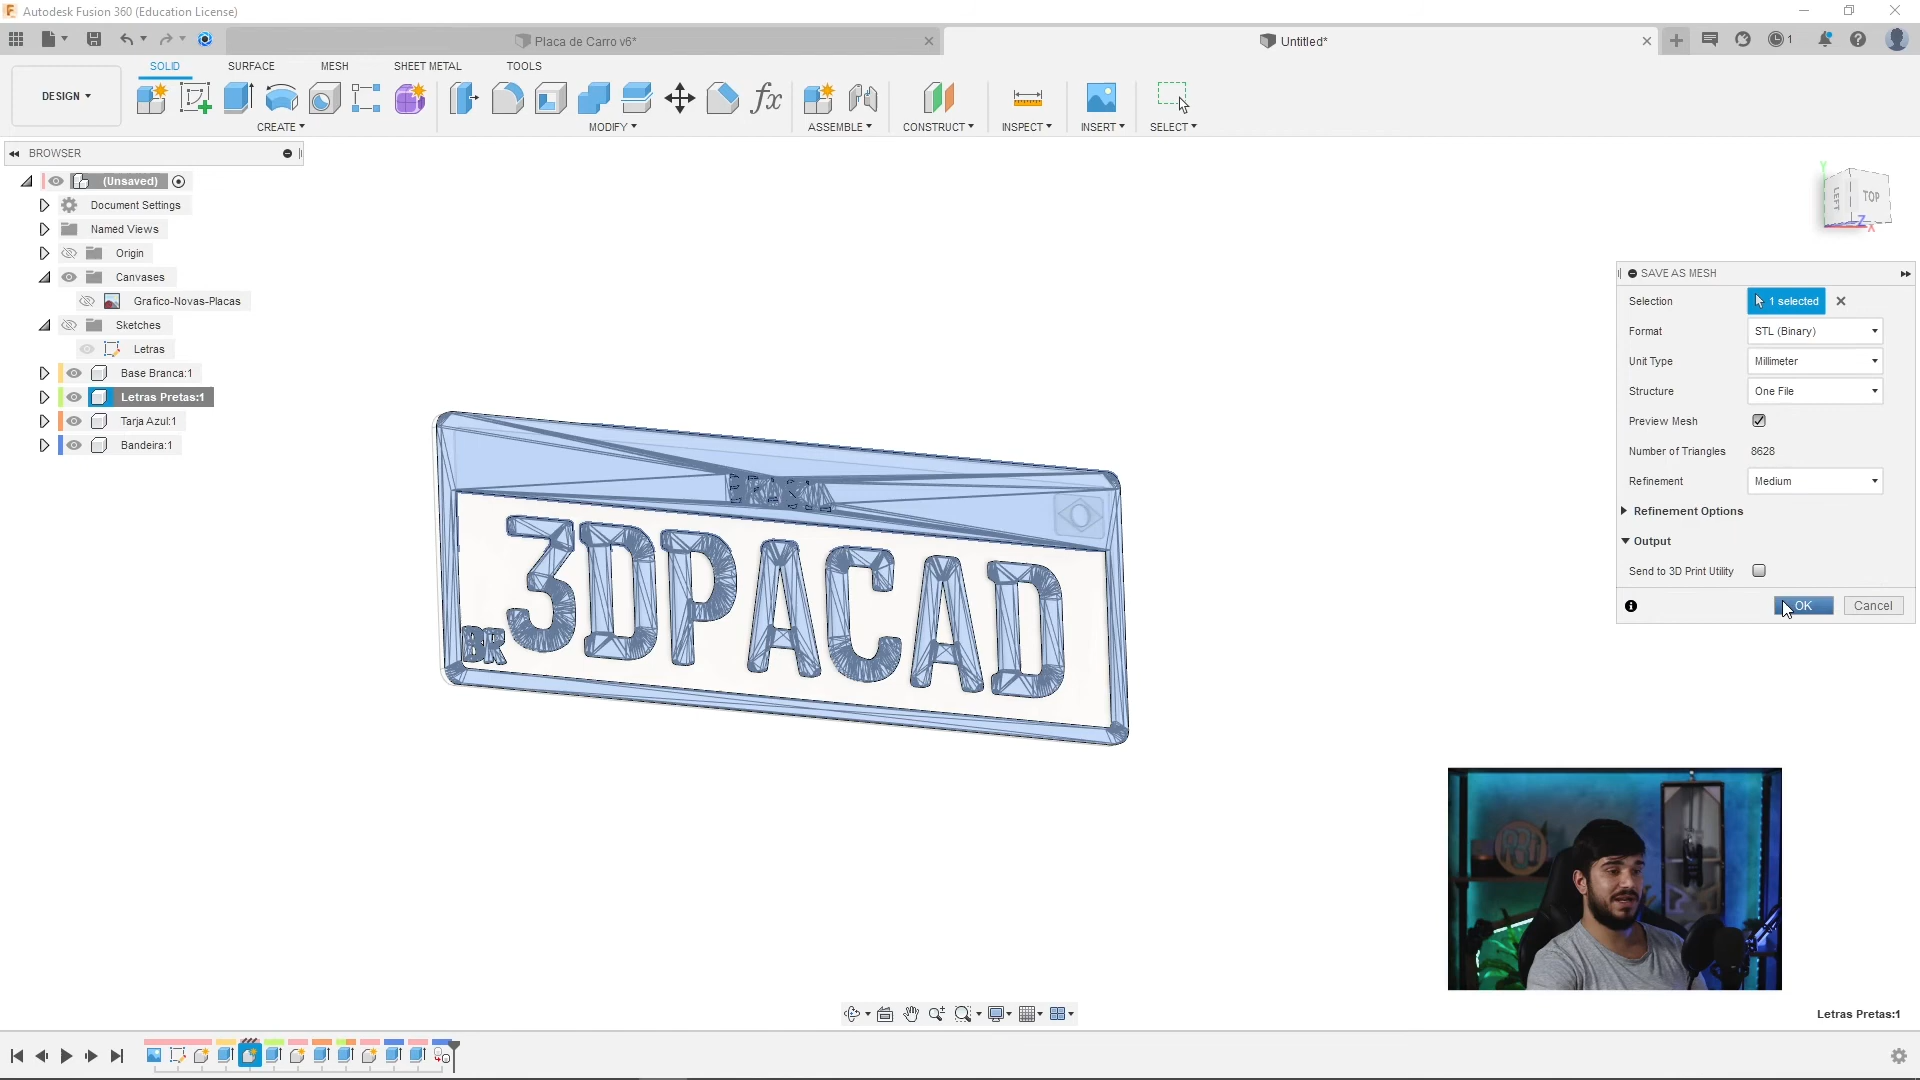 Autodesk Fusion 360 (Education License)
Placa de Carro v6*
Untitled*
1
DESIGN
SOLID
SURFACE
MESH
SHEET METAL
TOOLS
CREATE
MODIFY
ASSEMBLE
CONSTRUCT
INSPECT
INSERT
SELECT
BROWSER
(Unsaved)
Document Settings
Named Views
Origin
Canvases
Grafico-Novas-Placas
Sketches
Letras
Base Branca:1
Letras Pretas:1
Tarja Azul:1
Bandeira:1
Y
LEFT
TOP
Z
X
SAVE AS MESH
Selection
1 selected
Format
STL (Binary)
Unit Type
Millimeter
Structure
One File
Preview Mesh
Number of Triangles
8628
Refinement
Medium
Refinement Options
Output
Send to 3D Print Utility
OK
Cancel
BRASIL
3DPACAD
BR
Letras Pretas:1